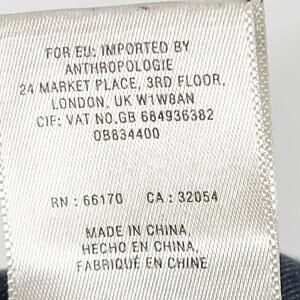 FOR EU: IMPORTED BY
ANTHROPOLOGIE
24 MARKET PLACE, 3RD FLOOR,
LONDON, UK W1W8AN
CIF: VAT NO.GB 684936382
OB834400
RN : 66170 CA : 32054
MADE IN CHINA,
HECHO EN CHINA,
FABRIQUÉ EN CHINE